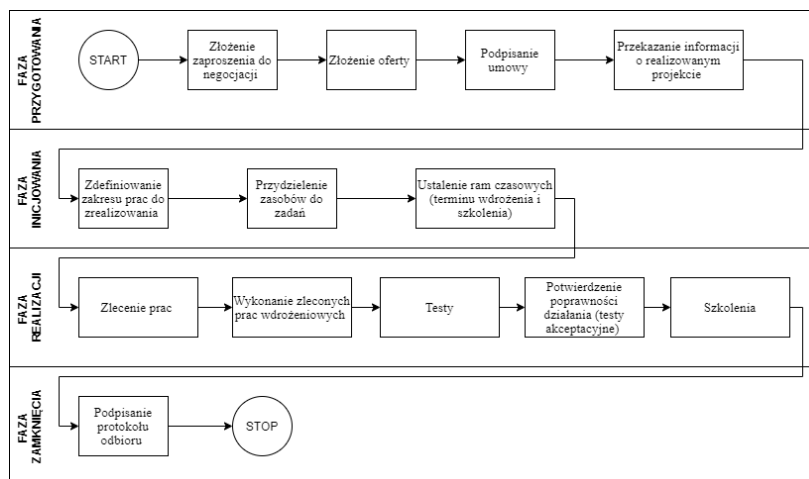 FAZA
PRZYGOTOWANIA
START
Złożenie
zaproszenia do
negocjacji
Złożenie oferty
Podpisanie
umowy
Przekazanie informacji
o realizowanym
projekcie
FAZA
INICJOWANIA
Zdefiniowanie
zakresu prac do
zrealizowania
Przydzielenie
zasobów do
zadań
Ustalenie ram czasowych
(terminu wdrożenia i
szkolenia)
FAZA
REALIZACJI
Zlecenie prac
Wykonanie zleconych
prac wdrożeniowych
Testy
Potwierdzenie
poprawności
działania (testy
akceptacyjne)
Szkolenia
FAZA
ZAMKNIĘCIA
Podpisanie
protokołu
odbioru
STOP